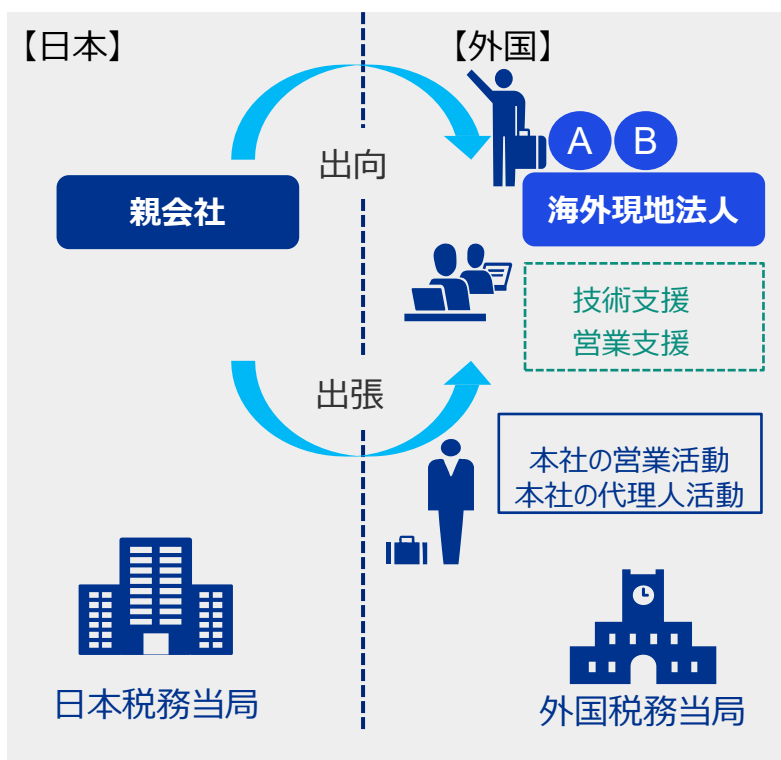 【日本】
【外国】
出向
A
B
親会社
海外現地法人
技術支援
営業支援
出張
本社の営業活動
本社の代理人活動
日本税務当局
外国税務当局